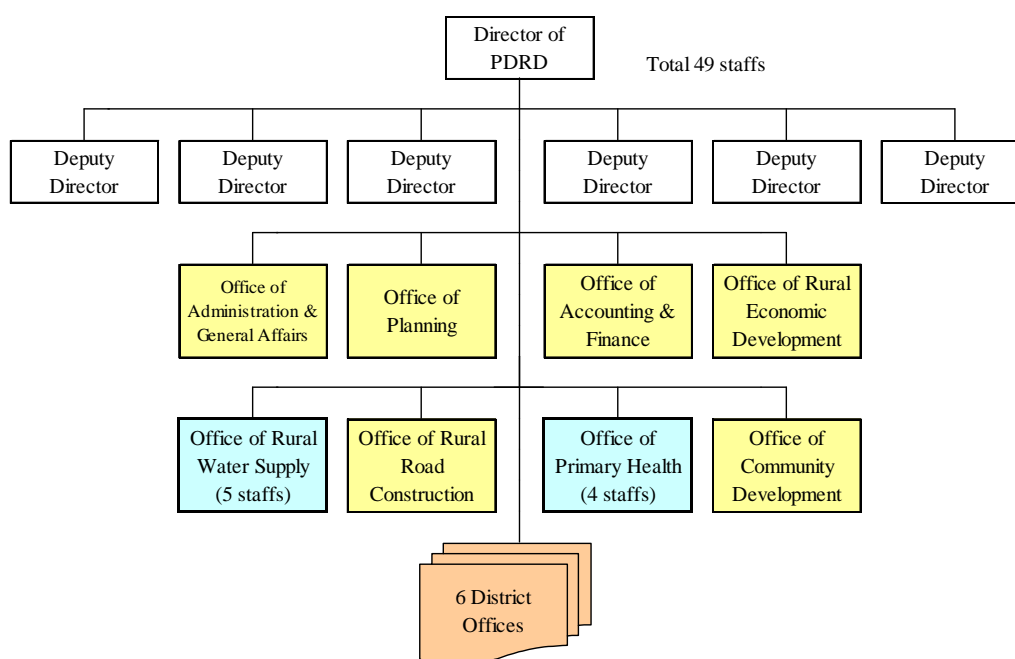 Director of
PDRD
Total 49 staffs
Deputy
Director
Deputy
Director
Deputy
Director
Deputy
Director
Deputy
Director
Deputy
Director
Office of
Administration &
General Affairs
Office of
Planning
Office of
Accounting &
Finance
Office of Rural
Economic
Development
Office of Rural
Water Supply
(5 staffs)
Office of Rural
Road
Construction
Office of
Primary Health
(4 staffs)
Office of
Community
Development
6 District
Offices